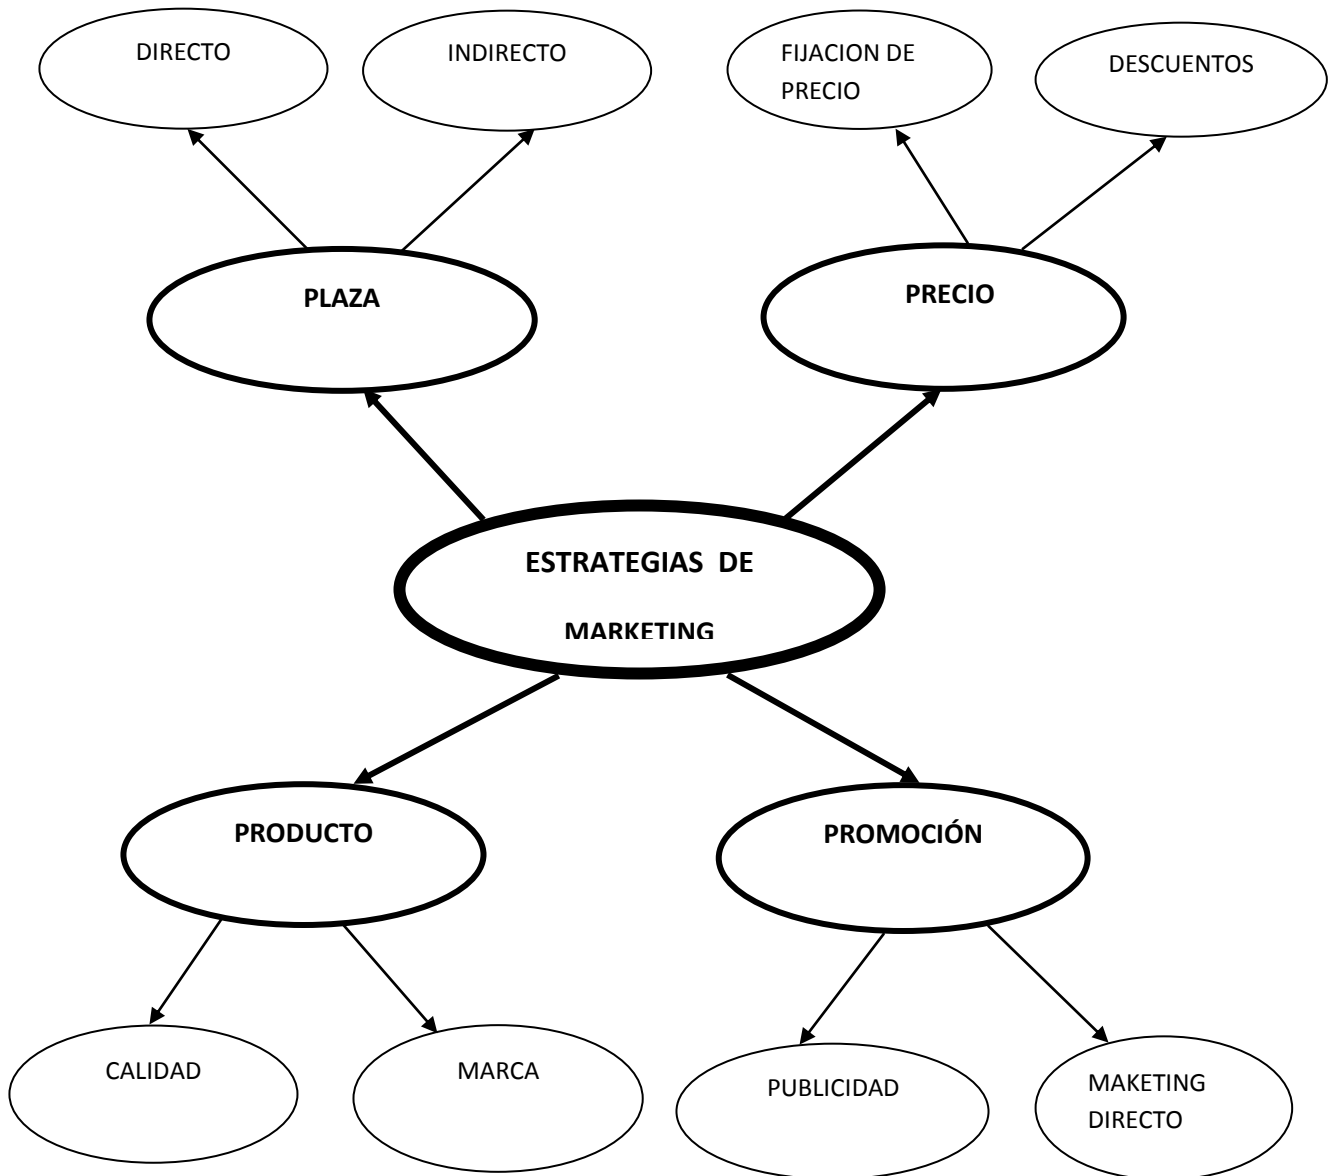 DIRECTO
INDIRECTO
FIJACION DE
PRECIO
DESCUENTOS
PLAZA
PRECIO
ESTRATEGIAS DE
MARKETING
PRODUCTO
PROMOCIÓN
CALIDAD
MARCA
PUBLICIDAD
MAKETING
DIRECTO